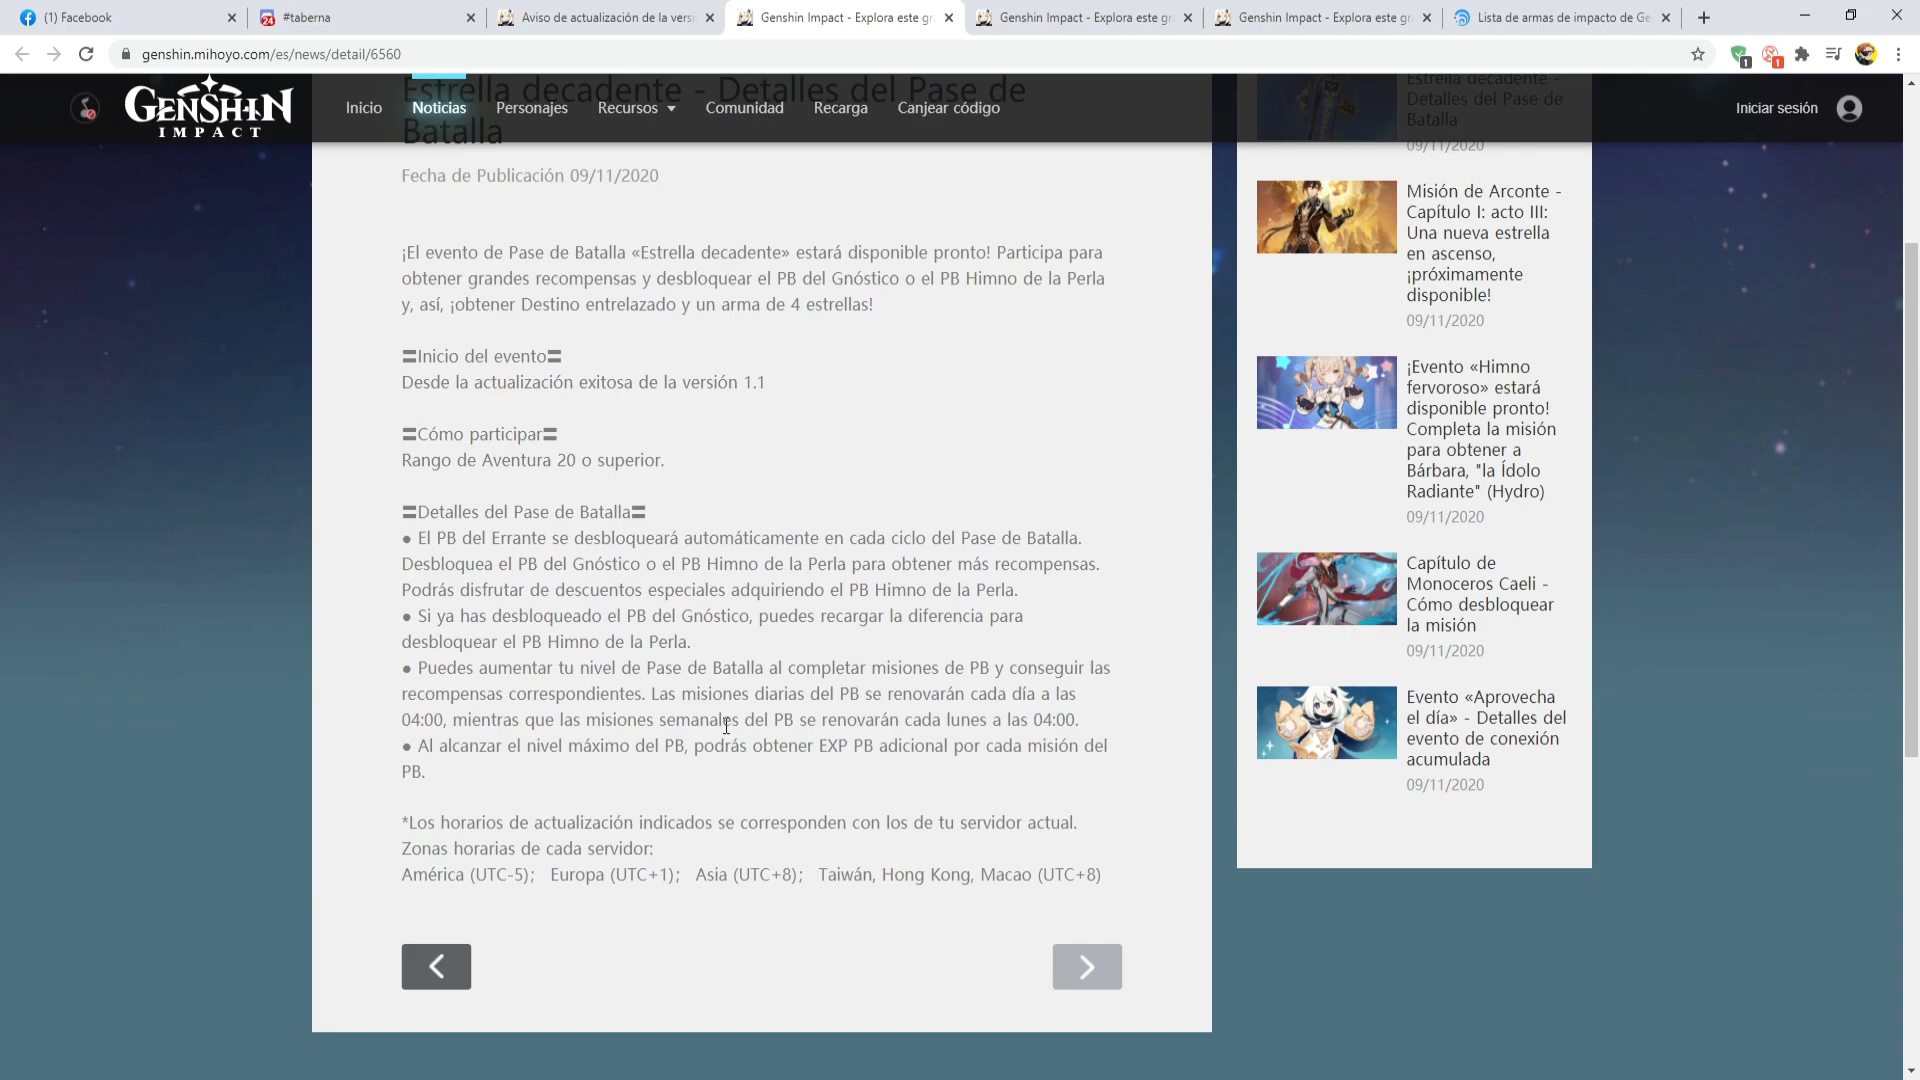 (1) Facebook
#taberna
Aviso de actualización de la versi
Genshin Impact - Explora este gr
Genshin Impact - Explora este gr
Genshin Impact - Explora este gr
Lista de armas de impacto de Ge
genshin.mihoyo.com/es/news/detail/6560
1
1
GENSHIN
IMPACT
Inicio
Noticias
Personajes
Recursos
Comunidad
Recarga
Canjear código
Iniciar sesión
Estrella decadente - Detalles del Pase de
Batalla
Fecha de Publicación 09/11/2020
¡El evento de Pase de Batalla «Estrella decadente» estará disponible pronto! Participa para
obtener grandes recompensas y desbloquear el PB del Gnóstico o el PB Himno de la Perla
y, así, ¡obtener Destino entrelazado y un arma de 4 estrellas!
〓Inicio del evento〓
Desde la actualización exitosa de la versión 1.1
〓Cómo participar〓
Rango de Aventura 20 o superior.
〓Detalles del Pase de Batalla〓
● El PB del Errante se desbloqueará automáticamente en cada ciclo del Pase de Batalla.
Desbloquea el PB del Gnóstico o el PB Himno de la Perla para obtener más recompensas.
Podrás disfrutar de descuentos especiales adquiriendo el PB Himno de la Perla.
● Si ya has desbloqueado el PB del Gnóstico, puedes recargar la diferencia para
desbloquear el PB Himno de la Perla.
● Puedes aumentar tu nivel de Pase de Batalla al completar misiones de PB y conseguir las
recompensas correspondientes. Las misiones diarias del PB se renovarán cada día a las
04:00, mientras que las misiones semanales del PB se renovarán cada lunes a las 04:00.
● Al alcanzar el nivel máximo del PB, podrás obtener EXP PB adicional por cada misión del
PB.
*Los horarios de actualización indicados se corresponden con los de tu servidor actual.
Zonas horarias de cada servidor:
América (UTC-5); Europa (UTC+1); Asia (UTC+8); Taiwán, Hong Kong, Macao (UTC+8)
Estrella decadente -
Detalles del Pase de
Batalla
09/11/2020
Misión de Arconte -
Capítulo I: acto III:
Una nueva estrella
en ascenso,
¡próximamente
disponible!
09/11/2020
¡Evento «Himno
fervoroso» estará
disponible pronto!
Completa la misión
para obtener a
Bárbara, "la Ídolo
Radiante" (Hydro)
09/11/2020
Capítulo de
Monoceros Caeli -
Cómo desbloquear
la misión
09/11/2020
Evento «Aprovecha
el día» - Detalles del
evento de conexión
acumulada
09/11/2020